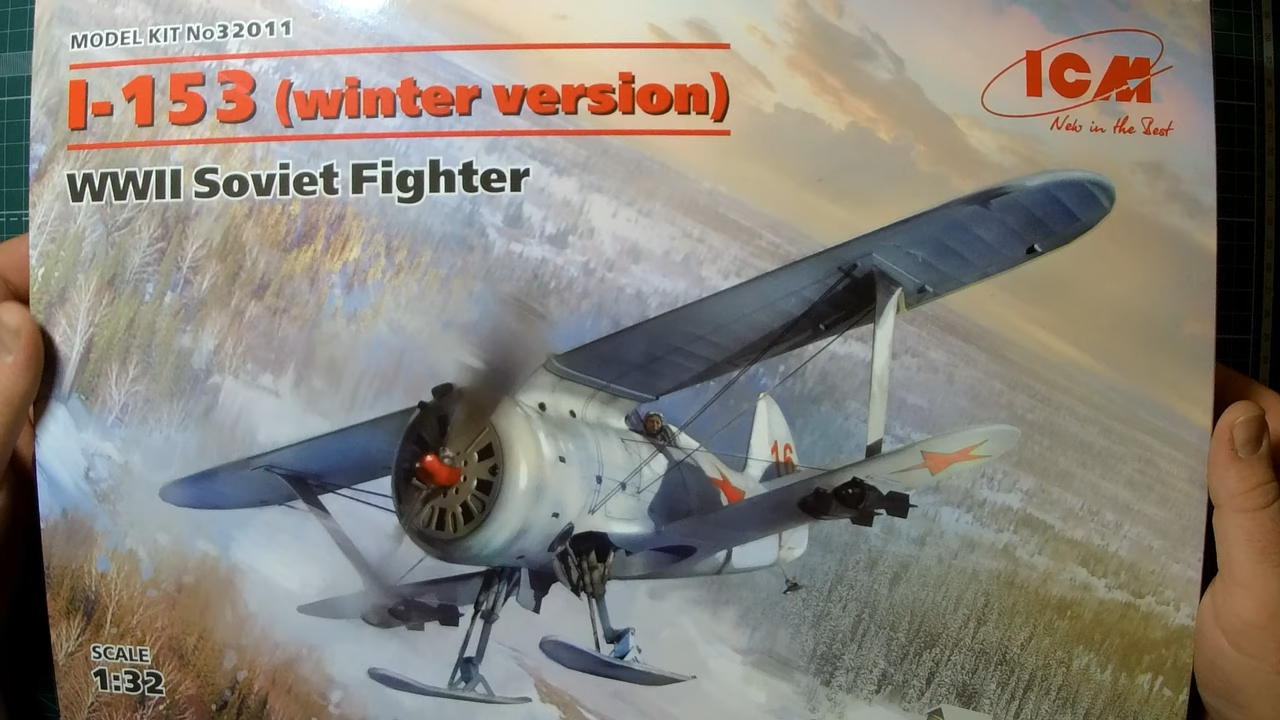 MODEL KIT No32011
I-153 (winter version)
WWII Soviet Fighter
ICM
New in the Best
16
SCALE
1:32